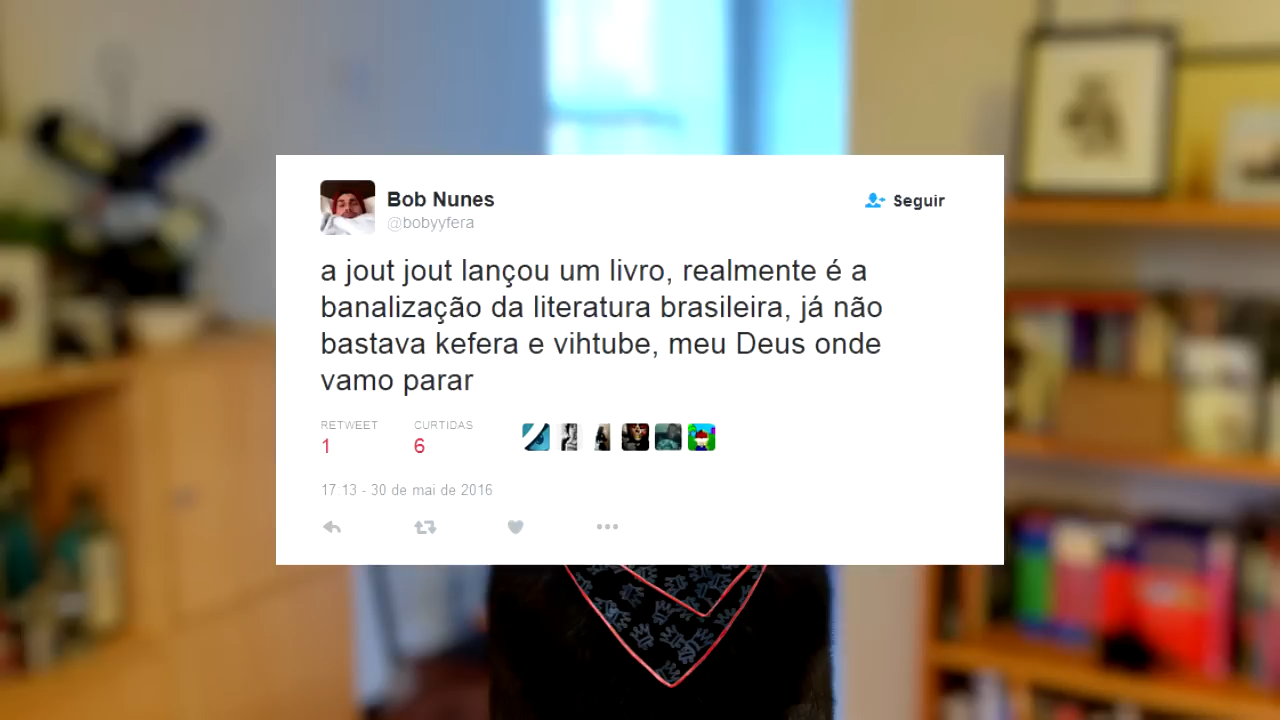 Bob Nunes
Seguir
@bobyyfera
a jout jout lançou um livro, realmente é a
banalização da literatura brasileira, já não
bastava kefera e vihtube, meu Deus onde
vamo parar
RETWEET CURTIDAS
1 6
17:13 - 30 de mai de 2016